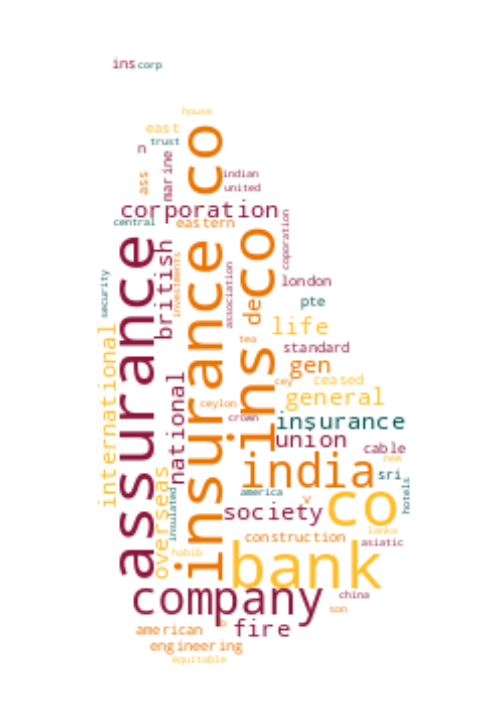 ins corp
house
east
trust
n
marine
co
ass
indian
united
corporation
central
eastern
coporation
assurance
british
investments
insurance co
association
ins co
de
security
london
pte
life
tea
standard
gen
international
national
ceylon
cey
ceased
general
crown
insurance
union
cable
new
india
sri
overseas
insulated
america
v
co
hotels
society
lanka
construction
asiatic
habib
bank
company
china
son
b
american
fire
engineering
equitable